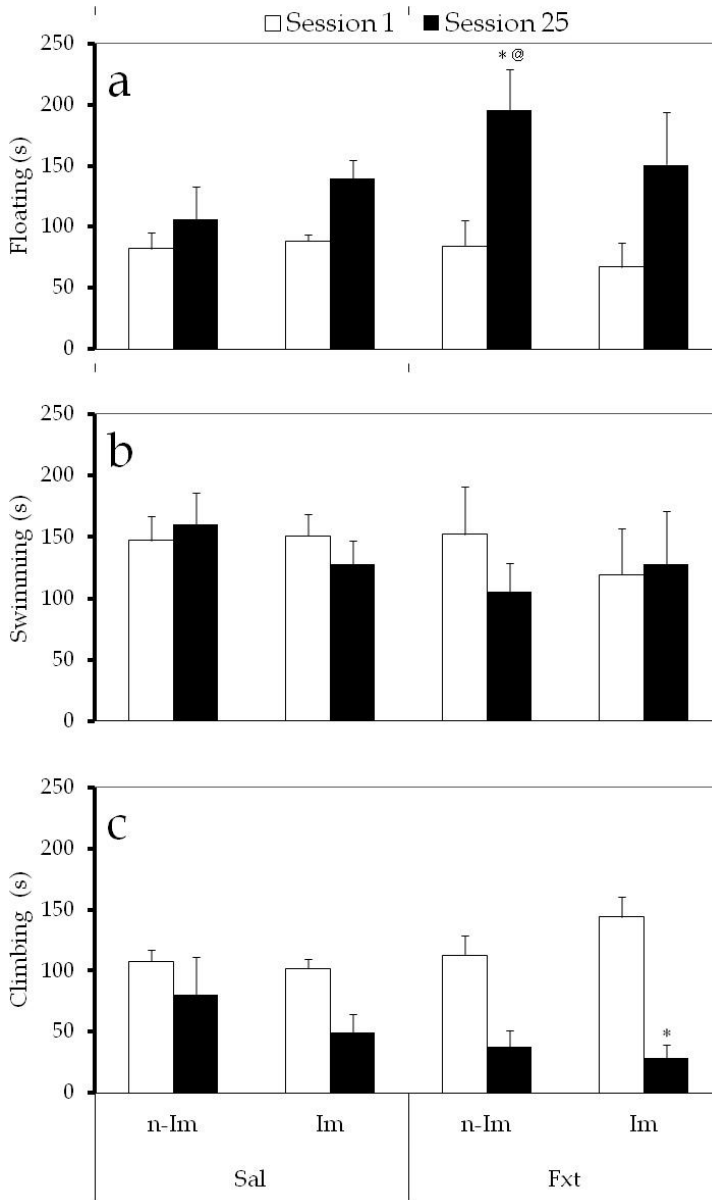 Session 1 Session 25
a
* @
Floating (s)
250
200
150
100
50
0
b
Swimming (s)
250
200
150
100
50
0
c
Climbing (s)
250
200
150
100
50
0
*
n-Im Im n-Im Im
Sal Fxt